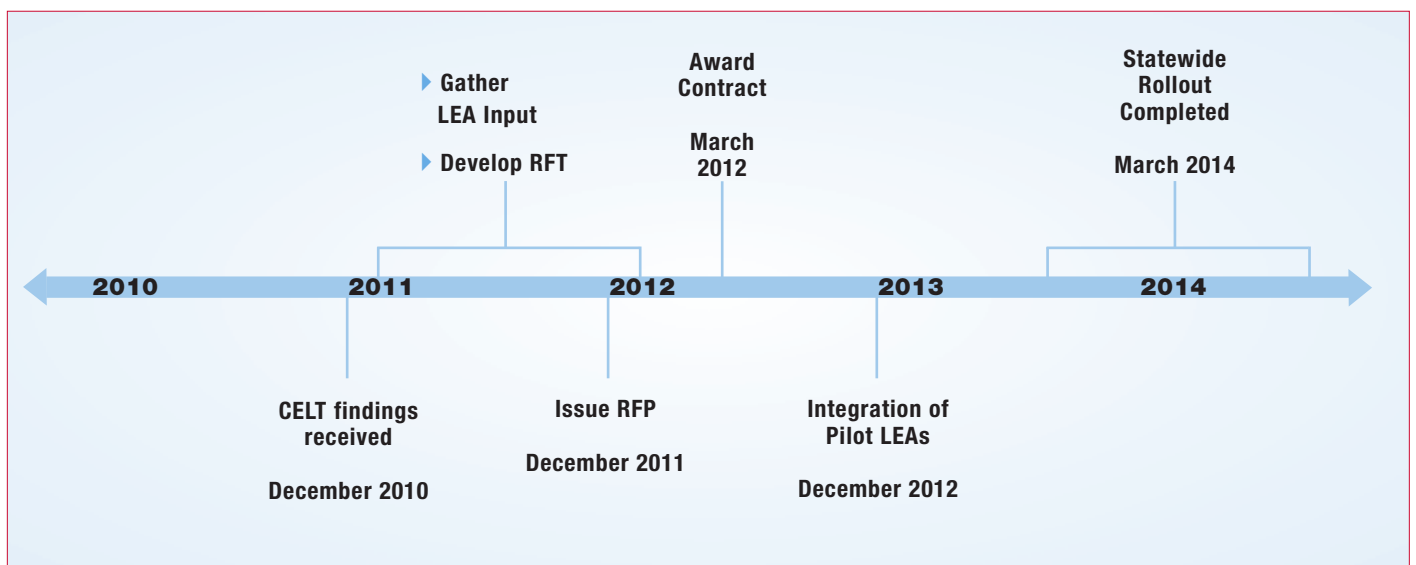 Gather
LEA Input
Develop RFT
Award
Contract
March
2012
Statewide
Rollout
Completed
March 2014
2010
2011
2012
2013
2014
CELT findings
received
December 2010
Issue RFP
December 2011
Integration of
Pilot LEAs
December 2012